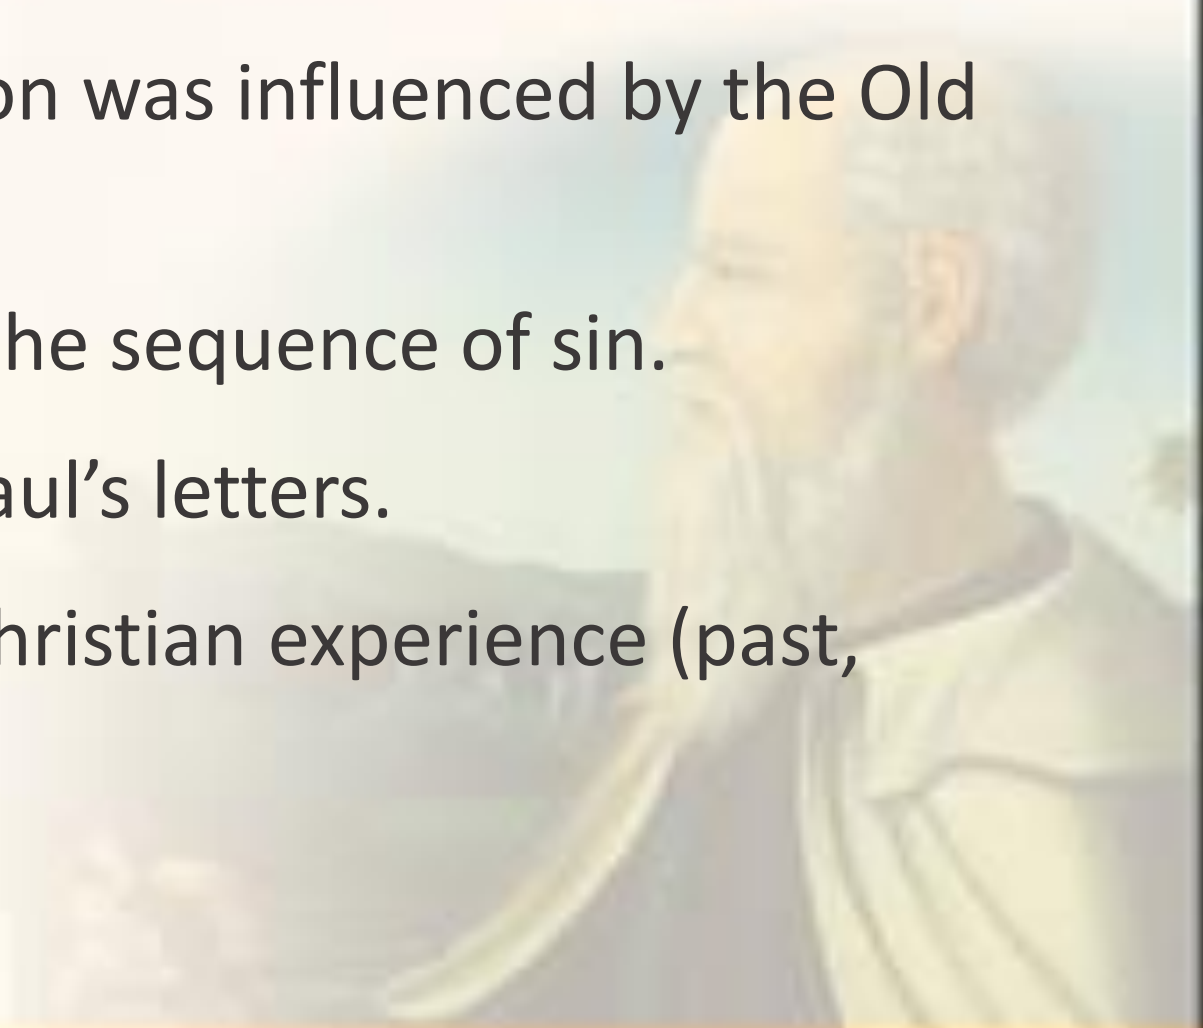 on was influenced by the Old
he sequence of sin.
aul’s letters.
hristian experience (past,